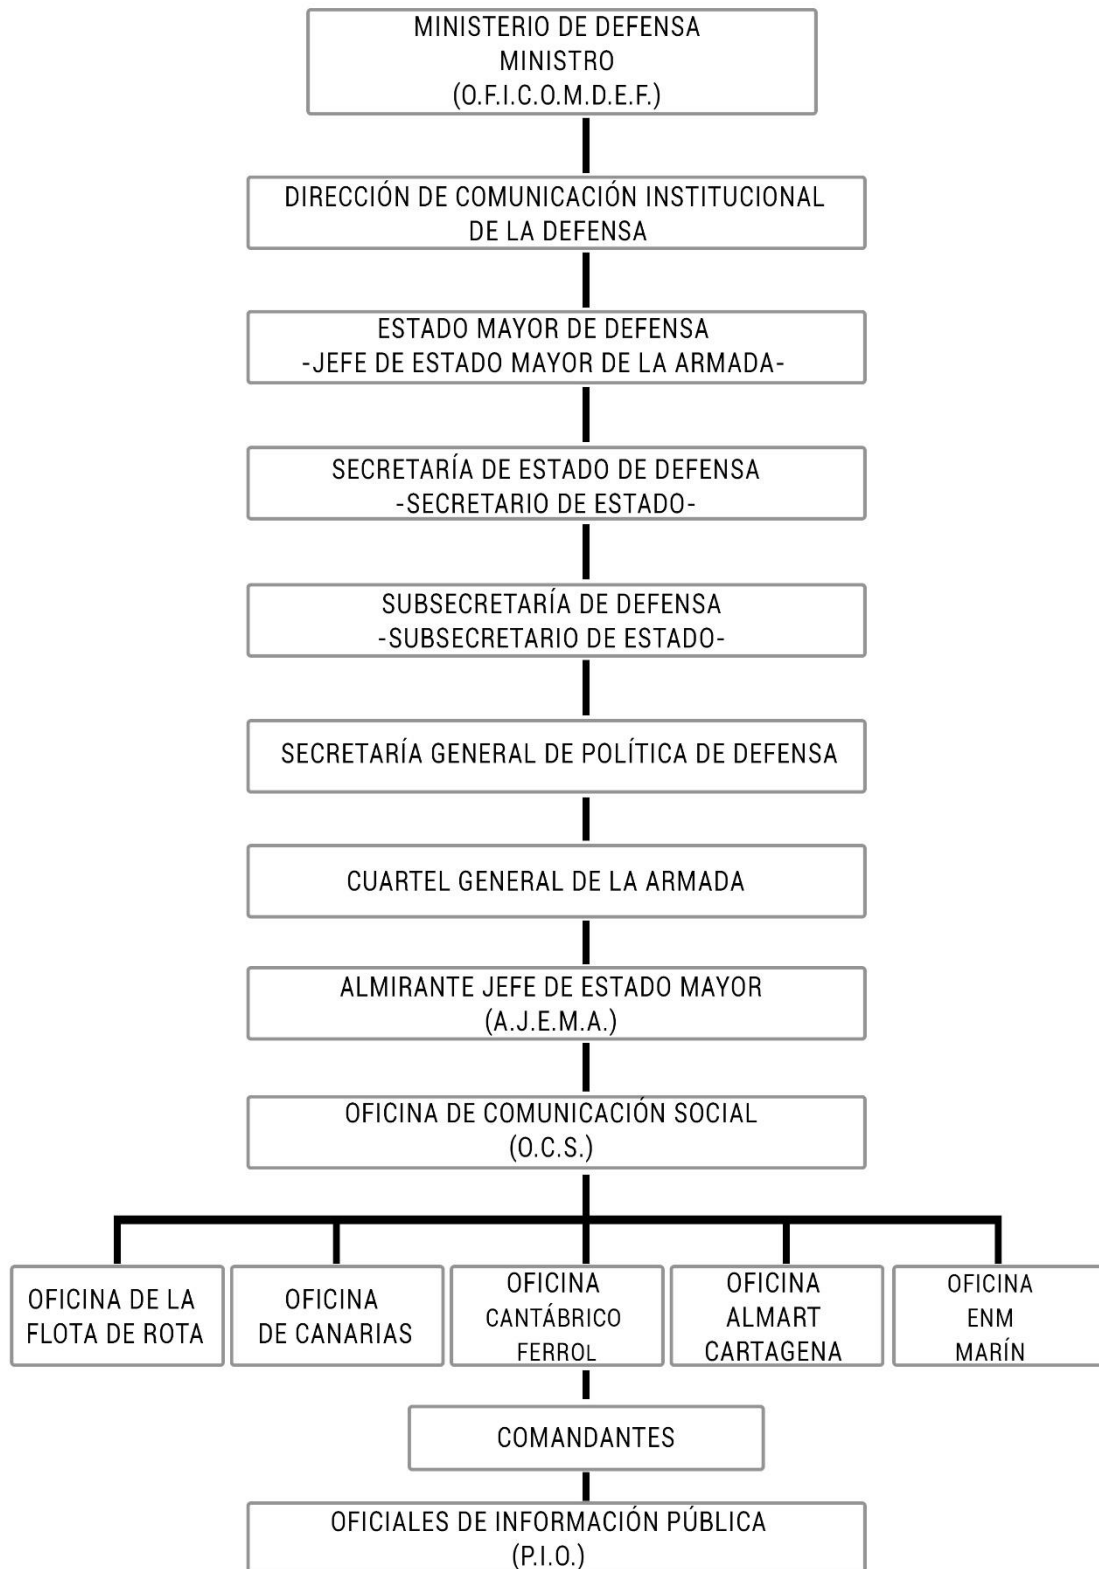 MINISTERIO DE DEFENSA
MINISTRO
(O.F.I.C.O.M.D.E.F.)
DIRECCIÓN DE COMUNICACIÓN INSTITUCIONAL
DE LA DEFENSA
ESTADO MAYOR DE DEFENSA
-JEFE DE ESTADO MAYOR DE LA ARMADA-
SECRETARÍA DE ESTADO DE DEFENSA
-SECRETARIO DE ESTADO-
SUBSECRETARÍA DE DEFENSA
-SUBSECRETARIO DE ESTADO-
SECRETARÍA GENERAL DE POLÍTICA DE DEFENSA
CUARTEL GENERAL DE LA ARMADA
ALMIRANTE JEFE DE ESTADO MAYOR
(A.J.E.M.A.)
OFICINA DE COMUNICACIÓN SOCIAL
(O.C.S.)
OFICINA DE LA
FLOTA DE ROTA
OFICINA
DE CANARIAS
OFICINA
CANTÁBRICO
FERROL
OFICINA
ALMART
CARTAGENA
OFICINA
ENM
MARÍN
COMANDANTES
OFICIALES DE INFORMACIÓN PÚBLICA
(P.I.O.)